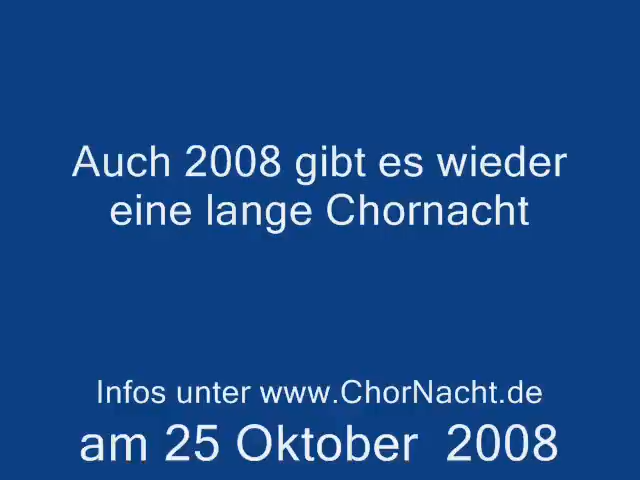 Auch 2008 gibt es wieder
eine lange Chornacht
Infos unter www.ChorNacht.de
am 25 Oktober 2008